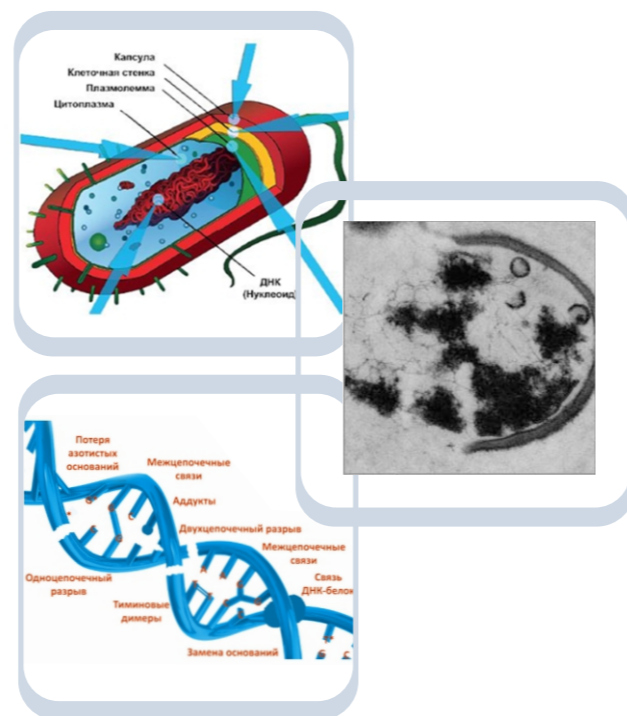 Капсула
Клеточная стенка
Плазмолемма
Цитоплазма
ДНК
(Нуклеоид)
Потеря
азотистых
оснований
Межцепочечные
связи
Аддукты
Двухцепочечный разрыв
Межцепочечные
связи
Связь
ДНК-белок
Одноцепочечный
разрыв
Тиминовые
димеры
Замена оснований